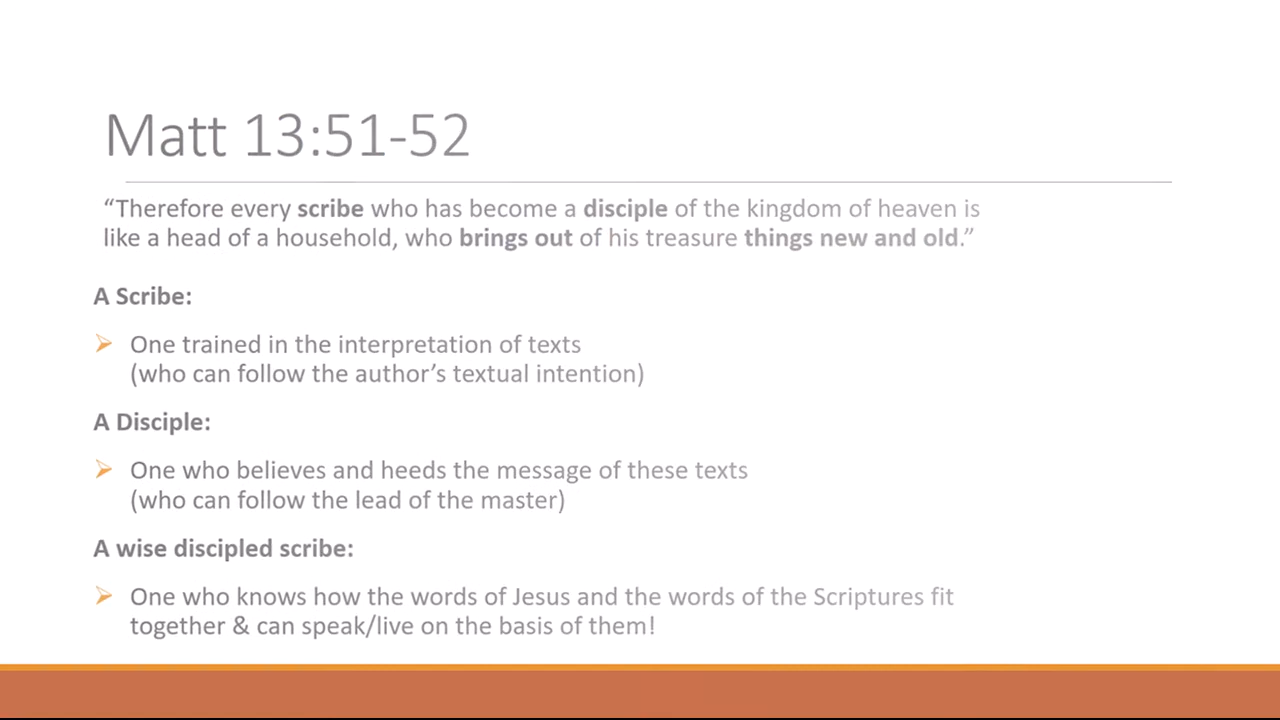 Matt 13:51-52
“Therefore every scribe who has become a disciple of the kingdom of heaven is
like a head of a household, who brings out of his treasure things new and old.”
A Scribe:
One trained in the interpretation of texts
(who can follow the author’s textual intention)
A Disciple:
One who believes and heeds the message of these texts
(who can follow the lead of the master)
A wise discipled scribe:
One who knows how the words of Jesus and the words of the Scriptures fit
together & can speak/live on the basis of them!